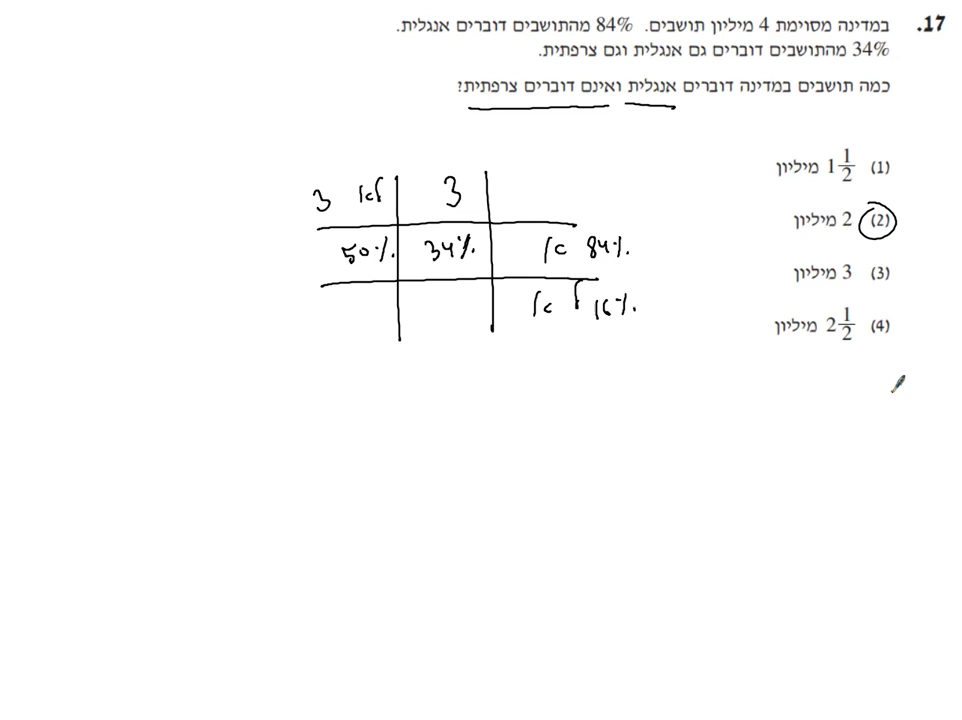 17. במדינה מסוימת 4 מיליון תושבים. 84% מהתושבים דוברים אנגלית.
34% מהתושבים דוברים גם אנגלית וגם צרפתית.
כמה תושבים במדינה דוברים אנגלית ואינם דוברים צרפתית?
(1) 1 1/2 מיליון
(2) 2 מיליון
(3) 3 מיליון
(4) 2 1/2 מיליון
צ לא צ
84% א 34% 50%
16% לא א